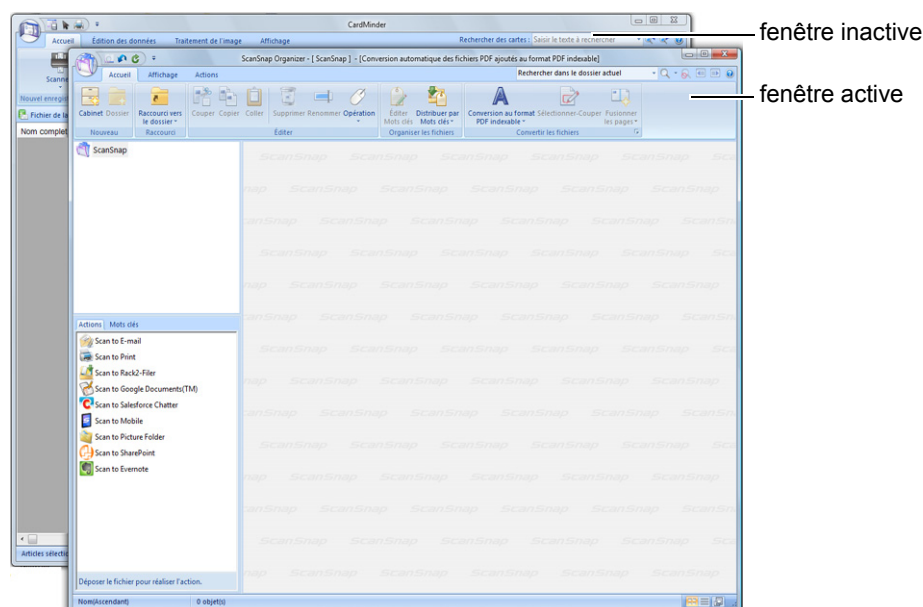 CardMinder
fenêtre inactive
Accueil Édition des données Traitement de l'image Affichage Rechercher des cartes: Saisir le texte à rechercher
ScanSnap Organizer - [ ScanSnap ] - [Conversion automatique des fichiers PDF ajoutés au format PDF indexable]
Accueil Affichage Actions Rechercher dans le dossier actuel
fenêtre active
Scanne
Nouvel enregis
Fichier de la
Nom complet
Cabinet Dossier Raccourci vers le dossier Couper Copier Coller Supprimer Renommer Opération Éditer Mots clés Distribuer par Mots clés Conversion au format PDF indexable Sélectionner-Couper Fusionner les pages
Nouveau Raccourci Éditer Organiser les fichiers Convertir les fichiers
ScanSnap
ScanSnap ScanSnap ScanSnap ScanSnap ScanSnap
Actions Mots clés
Scan to E-mail
Scan to Print
Scan to Rack2-Filer
Scan to Google Documents(TM)
Scan to Salesforce Chatter
Scan to Mobile
Scan to Picture Folder
Scan to SharePoint
Scan to Evernote
Articles sélectio
Déposer le fichier pour réaliser l'action.
Nom(Ascendant) 0 objet(s)